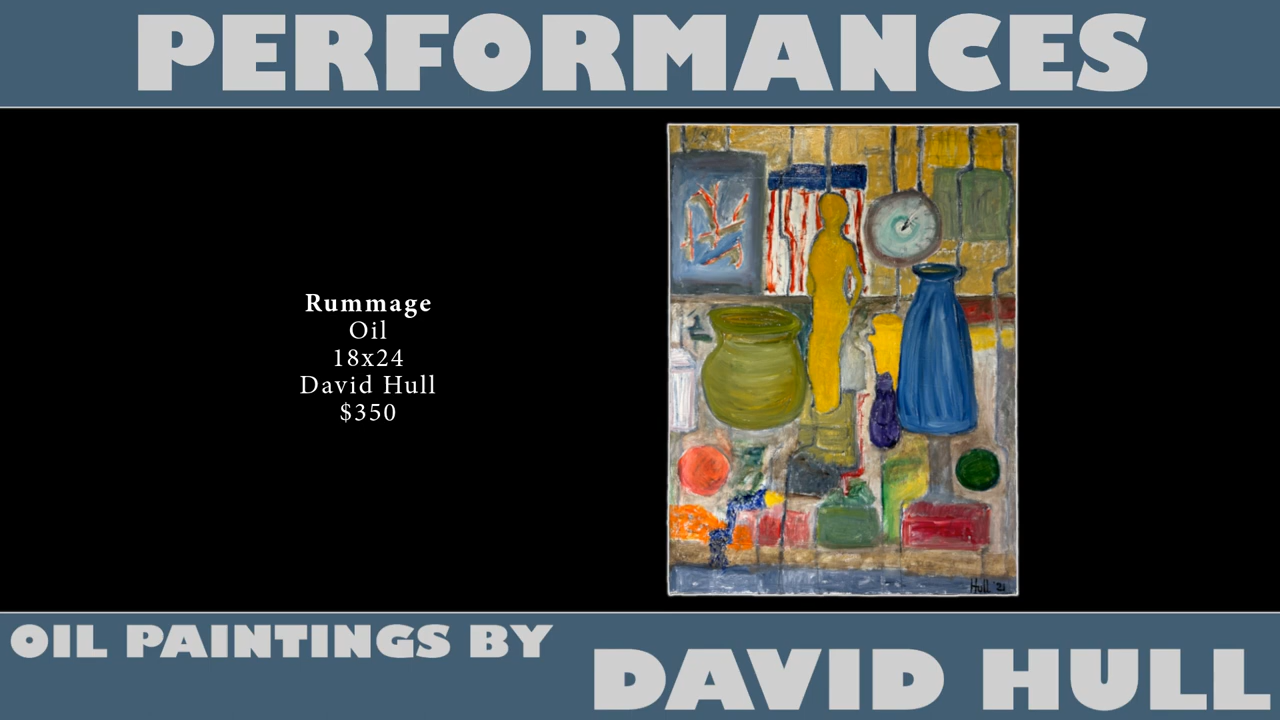 PERFORMANCES
Rummage
Oil
18x24
David Hull
$350
Hull '21
OIL PAINTINGS BY
DAVID HULL